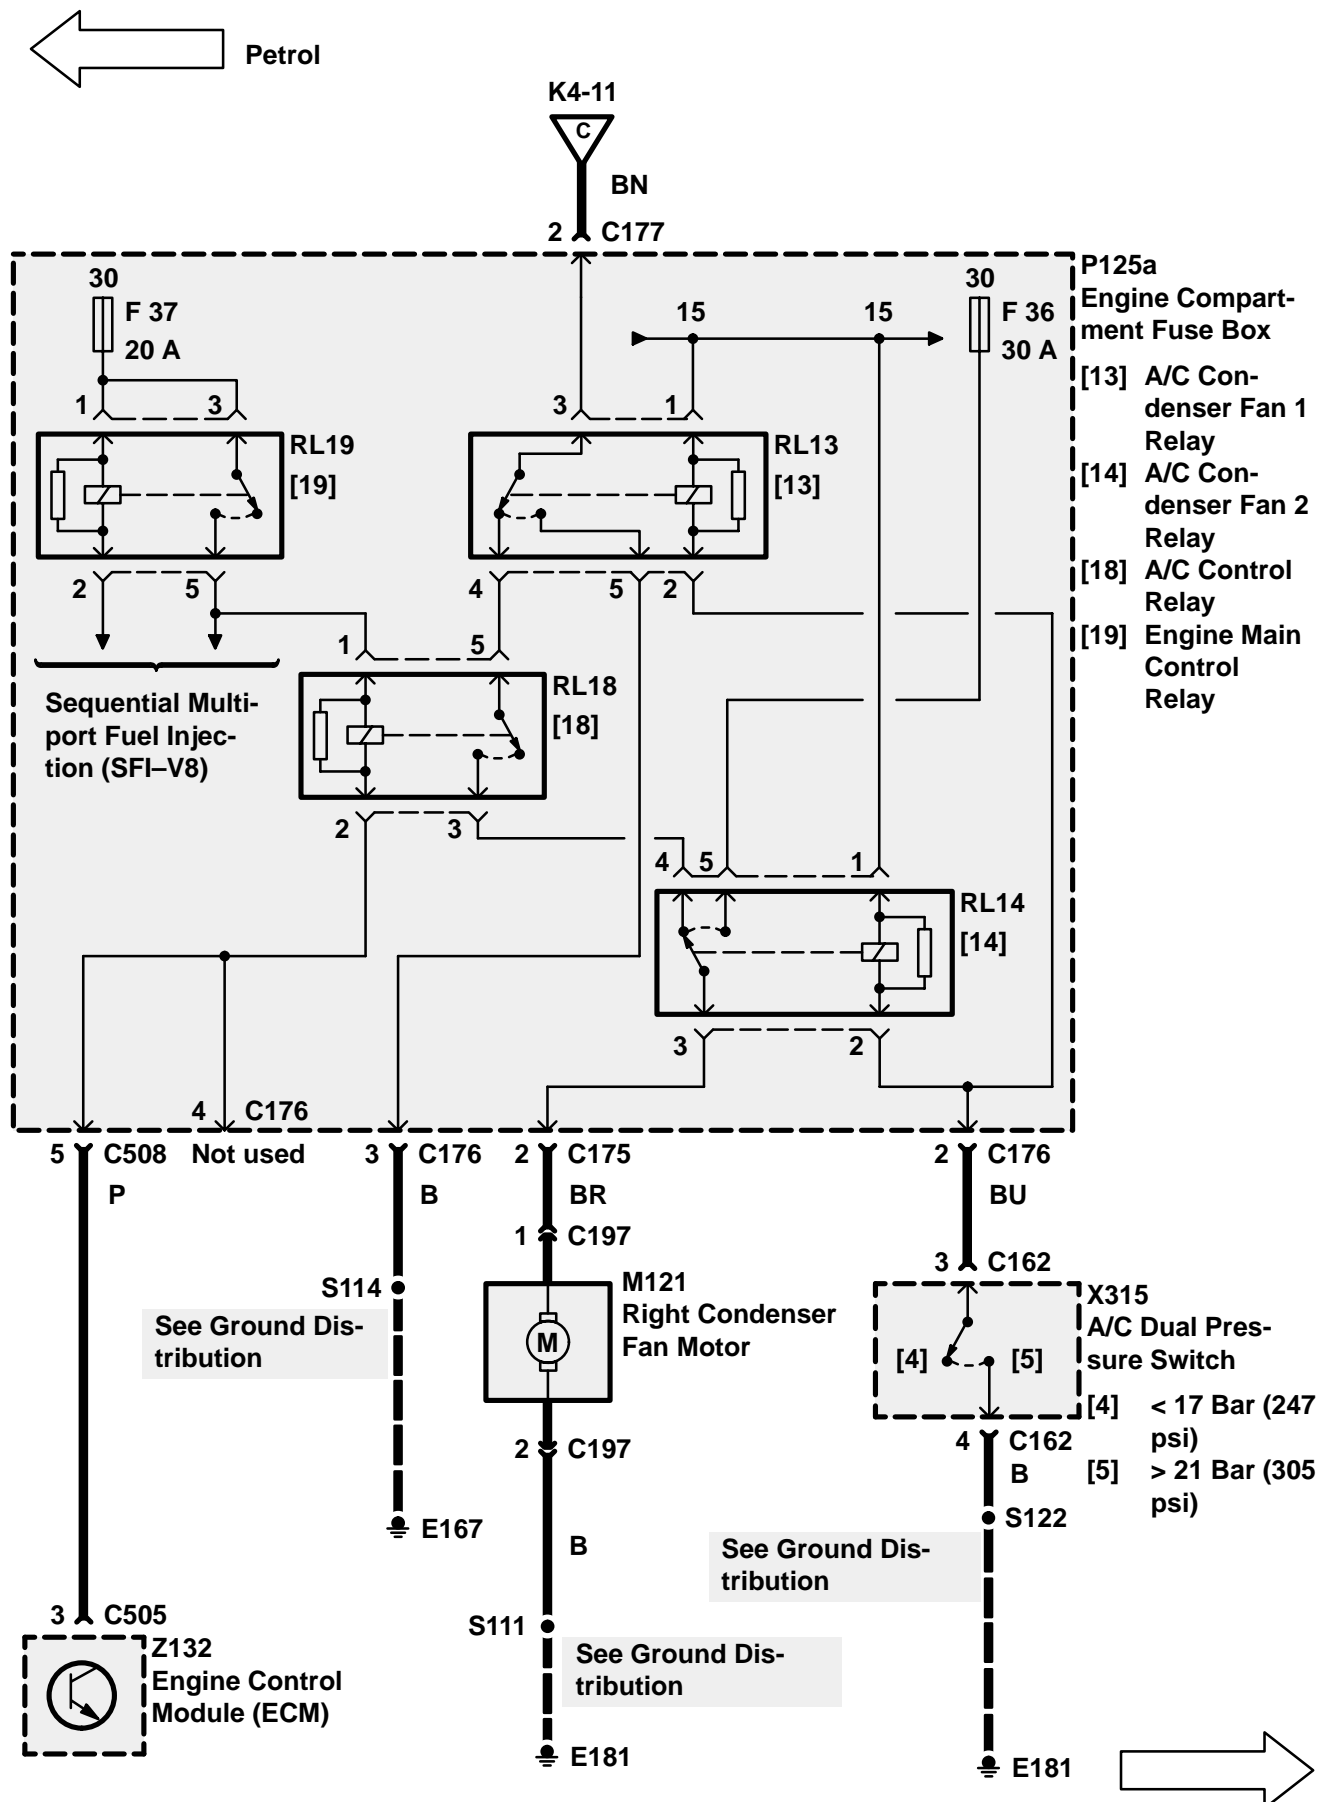 Petrol
K4-11
C
BN
2 C177
P125a
Engine Compart-
ment Fuse Box
[13] A/C Con-
denser Fan 1
Relay
[14] A/C Con-
denser Fan 2
Relay
[18] A/C Control
Relay
[19] Engine Main
Control
Relay
30
F 37
20 A
15
15
30
F 36
30 A
1
3
3
1
RL19
[19]
RL13
[13]
2
5
4
5
2
1
5
RL18
[18]
Sequential Multi-
port Fuel Injec-
tion (SFI–V8)
2
3
4
5
1
RL14
[14]
3
2
4 C176
Not used
5 C508
P
3 C176
B
2 C175
BR
2 C176
BU
1 C197
3 C162
S114
See Ground Dis-
tribution
M121
Right Condenser
Fan Motor
M
X315
A/C Dual Pres-
sure Switch
[4]
[5]
[4] < 17 Bar (247
psi)
[5] > 21 Bar (305
psi)
2 C197
4 C162
B
E167
B
S122
See Ground Dis-
tribution
3 C505
S111
See Ground Dis-
tribution
Z132
Engine Control
Module (ECM)
E181
E181